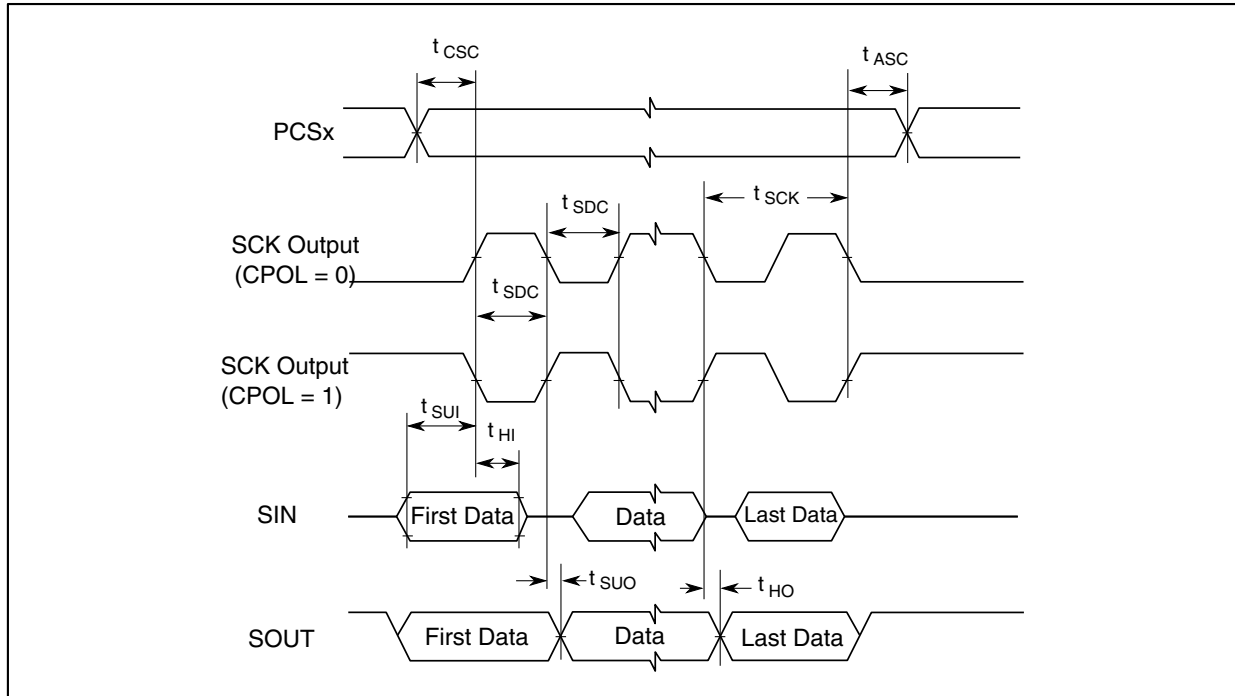 t CSC
t ASC
PCSx
t SCK
t SDC
SCK Output
(CPOL = 0)
t SDC
SCK Output
(CPOL = 1)
t SUI
t HI
SIN
First Data
Data
Last Data
t SUO
t HO
SOUT
First Data
Data
Last Data